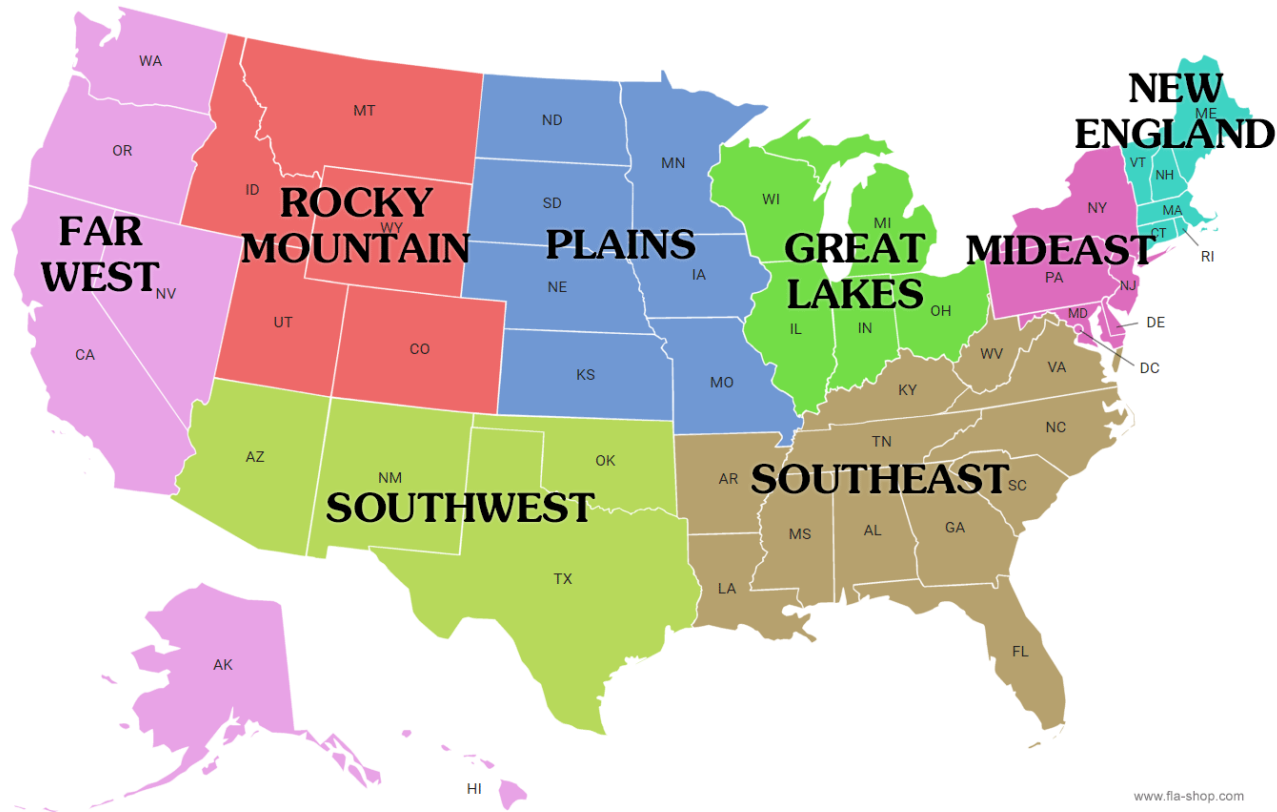 WA
MT
ND
MN
OR
ID
SD
WI
MI
NEW
ENGLAND
ME
VT
NH
NY
MA
CT
RI
FAR
WEST
NV
CA
ROCKY
MOUNTAIN
WY
UT
CO
PLAINS
NE
IA
KS
MO
GREAT
LAKES
IL
IN
OH
MIDEAST
PA
NJ
MD
DE
DC
WV
VA
KY
TN
NC
AZ
NM
OK
SOUTHWEST
TX
AR
SOUTHEAST
SC
MS
AL
GA
LA
FL
AK
HI
www.fla-shop.com